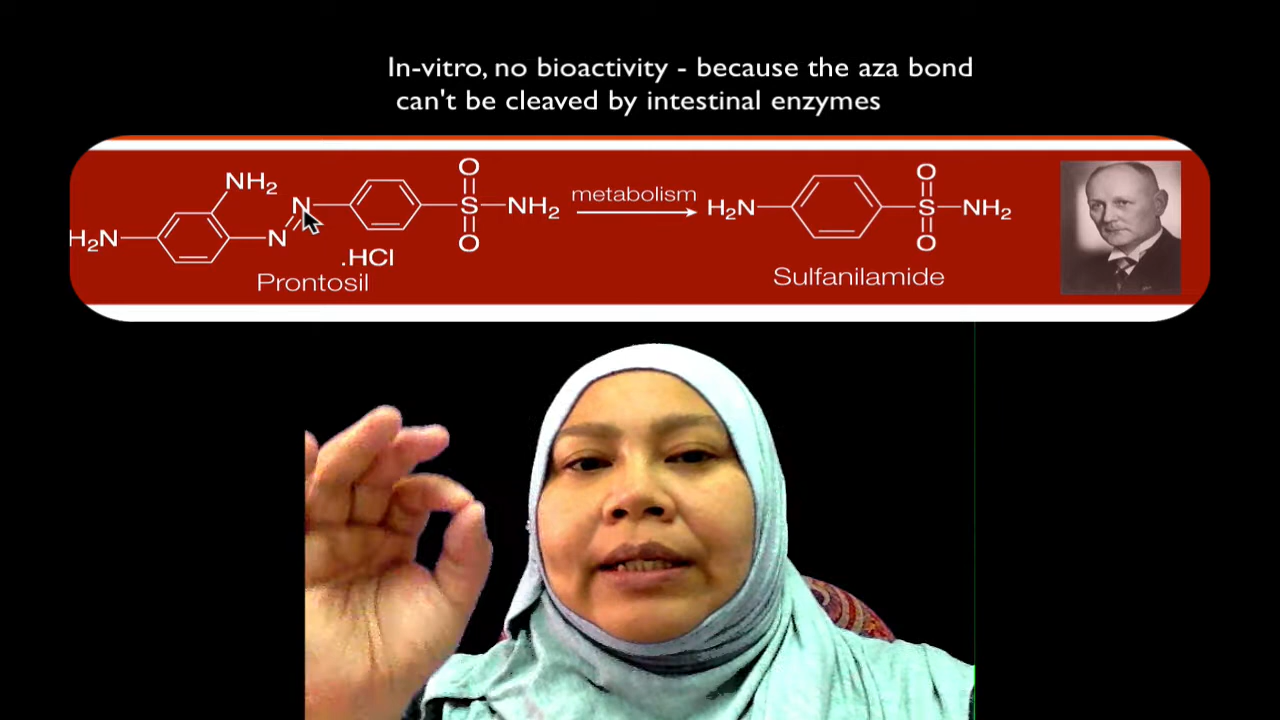 In-vitro, no bioactivity - because the aza bond
can't be cleaved by intestinal enzymes
NH₂
H₂N
N
N
.HCl
Prontosil
O
S
O
NH₂
metabolism
H₂N
O
S
O
NH₂
Sulfanilamide